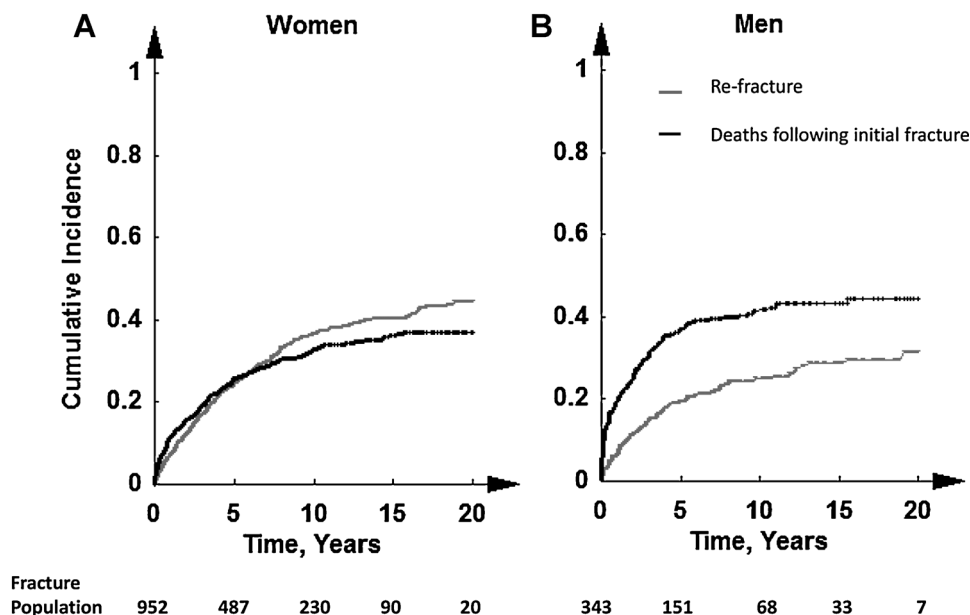 A Women
B Men
1
0.8
0.6
0.4
0.2
0
Cumulative Incidence
0 5 10 15 20
Time, Years
1
0.8
0.6
0.4
0.2
0
Re-fracture
Deaths following initial fracture
0 5 10 15 20
Time, Years
Fracture
Population 952 487 230 90 20 343 151 68 33 7